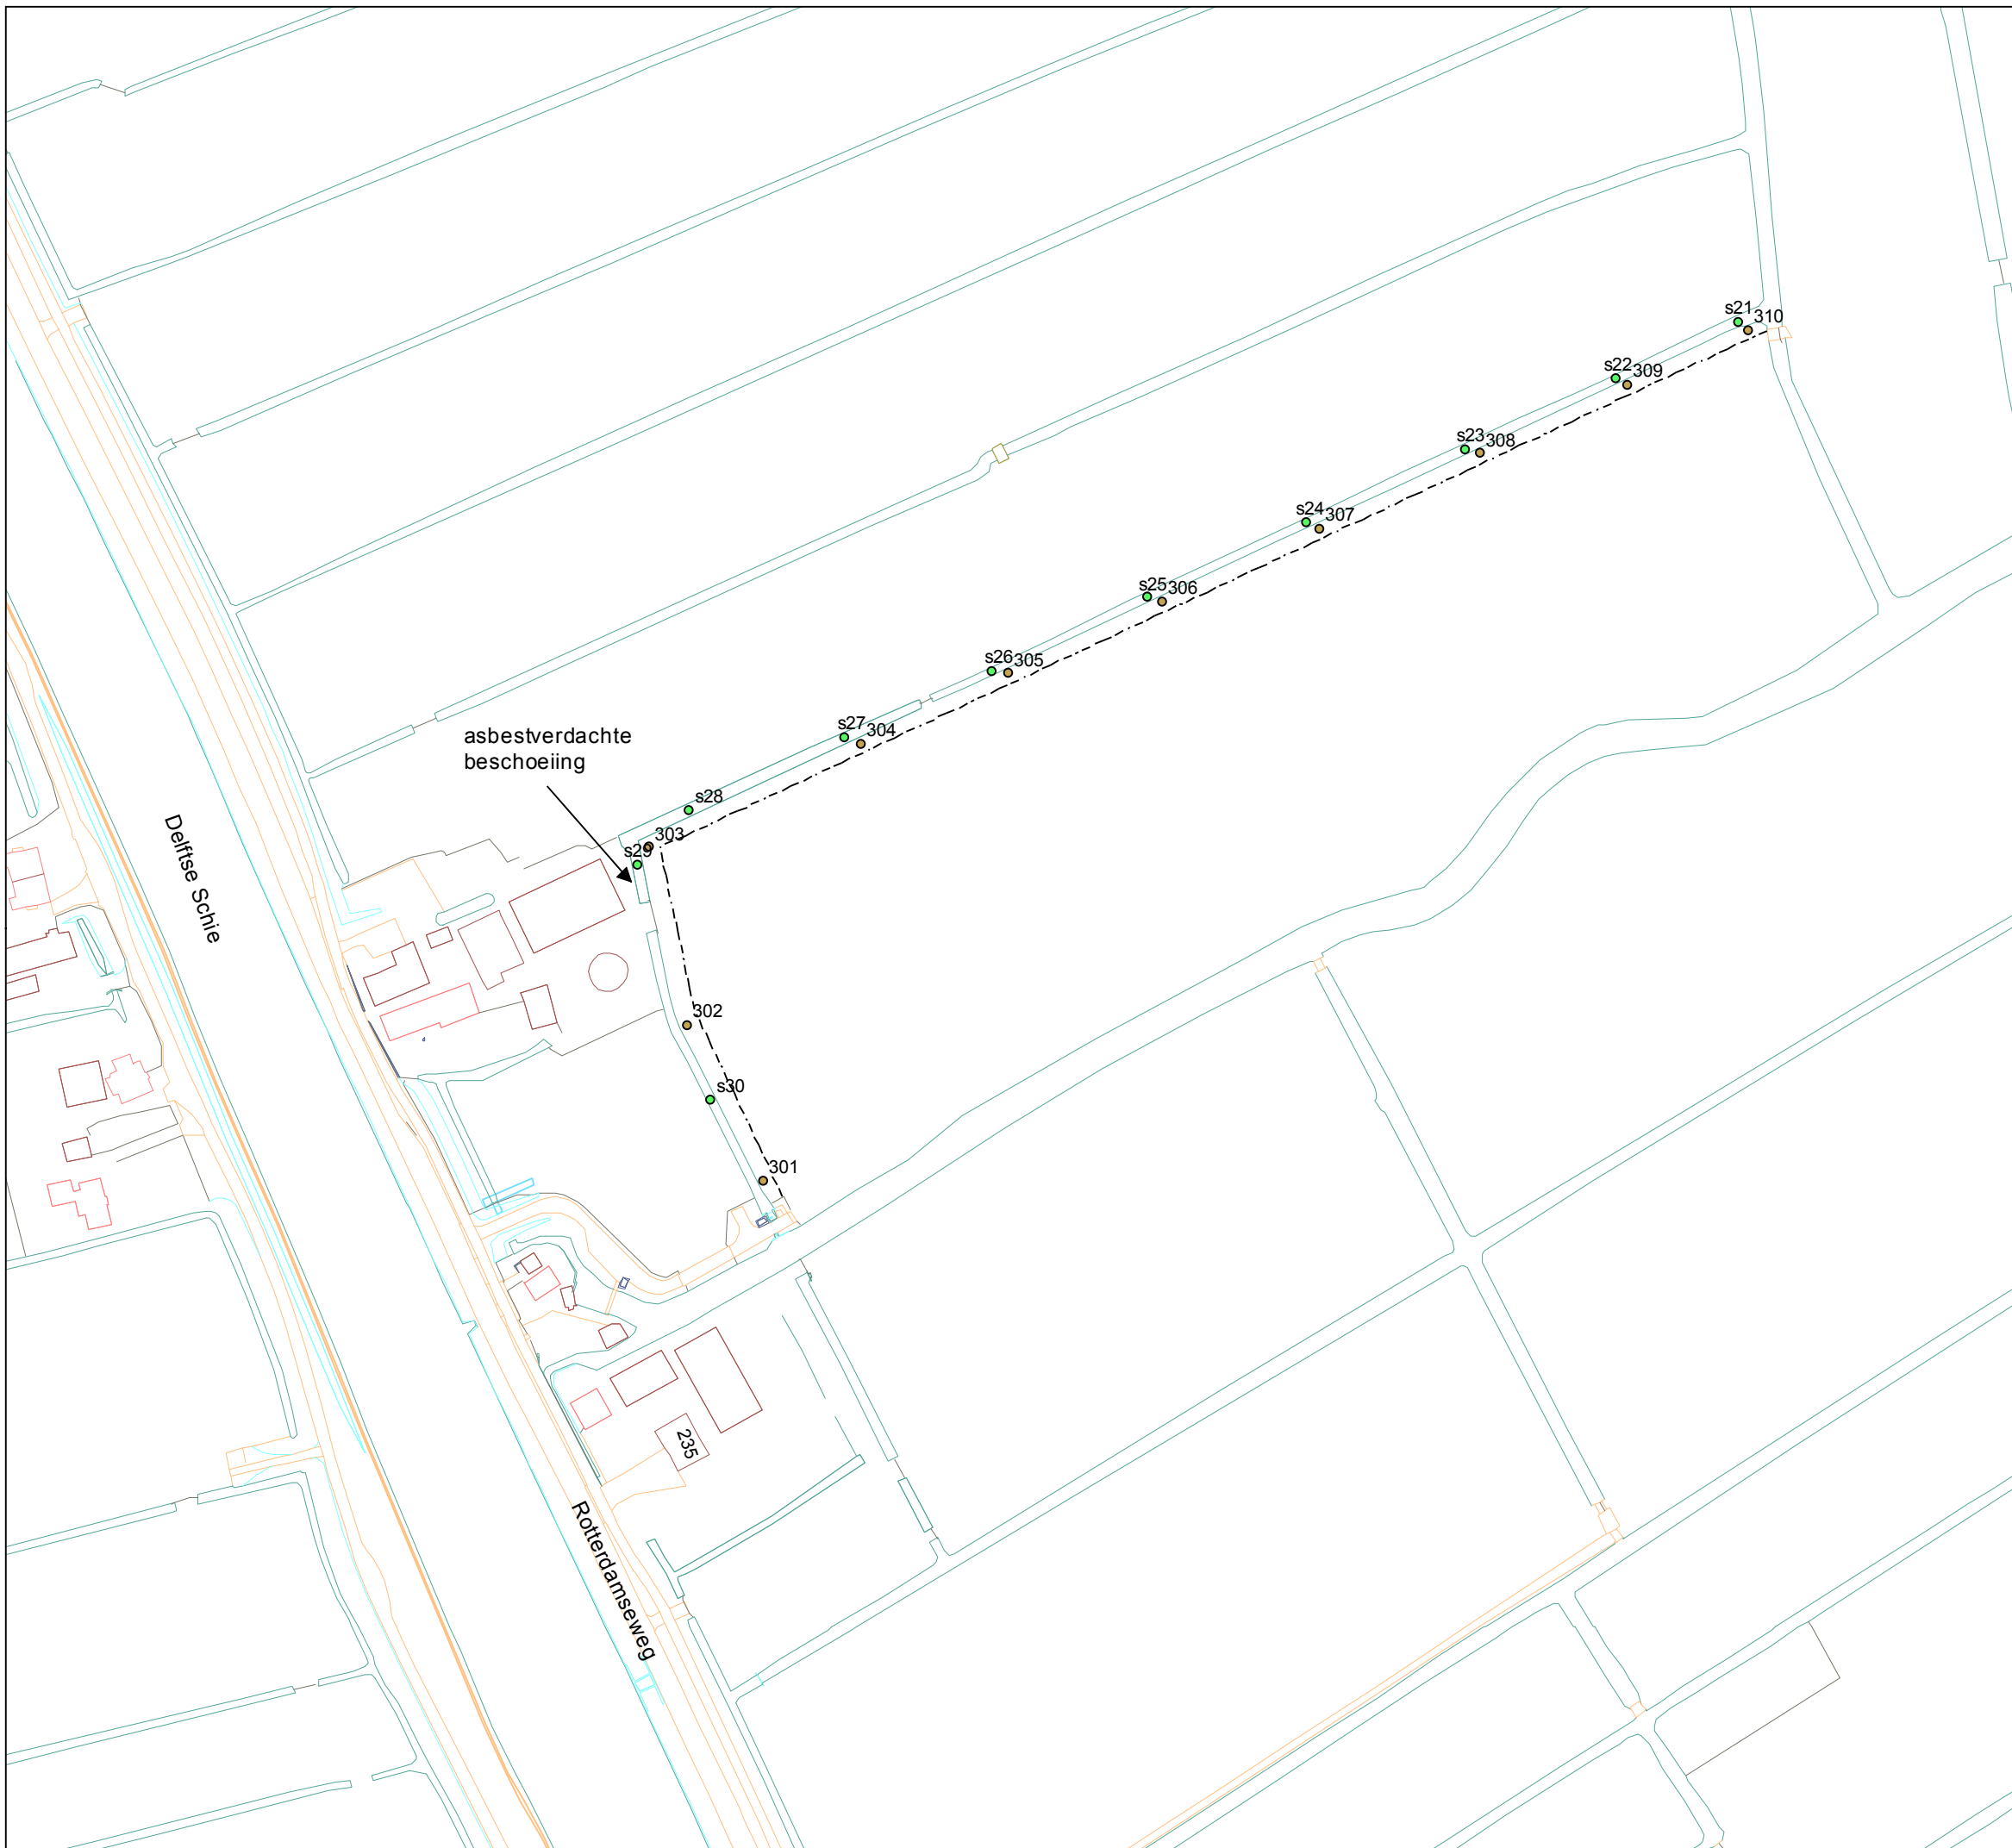 s21
310
s22
309
s23
308
s24
307
s25
306
s26
305
s27
304
asbestverdachte
beschoeiing
s28
303
s29
Delftse Schie
302
s30
301
235
Rotterdamseweg